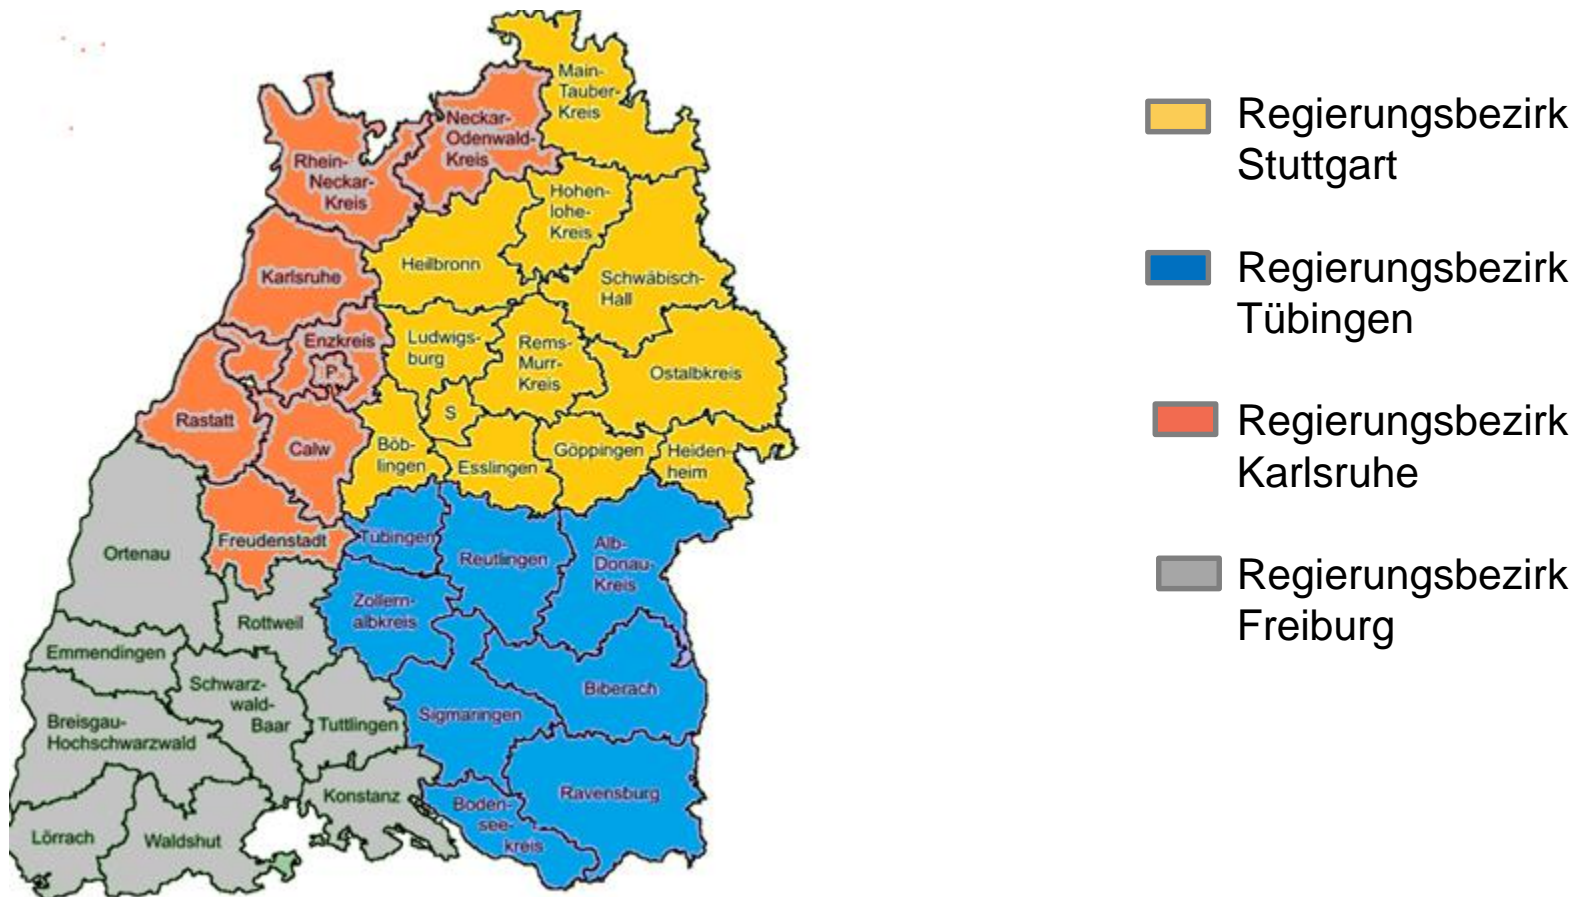 Main-
Tauber-
Kreis
Neckar-
Odenwald-
Kreis
Rhein-
Neckar-
Kreis
Hohen-
lohe-
Kreis
Heilbronn
Karlsruhe
Schwäbisch-
Hall
Enzkreis
P
Ludwigs-
burg
Rems-
Murr-
Kreis
Ostalbkreis
Rastatt
Calw
S
Böb-
lingen
Esslingen
Göppingen
Heiden-
heim
Ortenau
Freudenstadt
Tübingen
Reutlingen
Alb-
Donau-
Kreis
Zollern-
albkreis
Rottweil
Emmendingen
Schwarz-
wald-
Baar
Breisgau-
Hochschwarzwald
Tuttlingen
Sigmaringen
Biberach
Konstanz
Ravensburg
Boden-
see-
kreis
Lörrach
Waldshut
Regierungsbezirk
Stuttgart
Regierungsbezirk
Tübingen
Regierungsbezirk
Karlsruhe
Regierungsbezirk
Freiburg